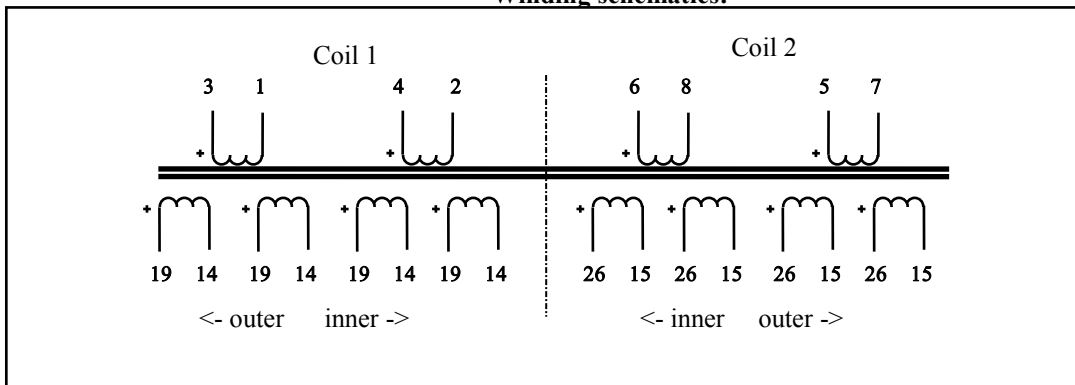 Winding schematics:
Coil 1 Coil 2
3 1 4 2 6 8 5 7
+ + + +
+ + + + + + + +
19 14 19 14 19 14 19 14 26 15 26 15 26 15 26 15
<- outer inner -> <- inner outer ->